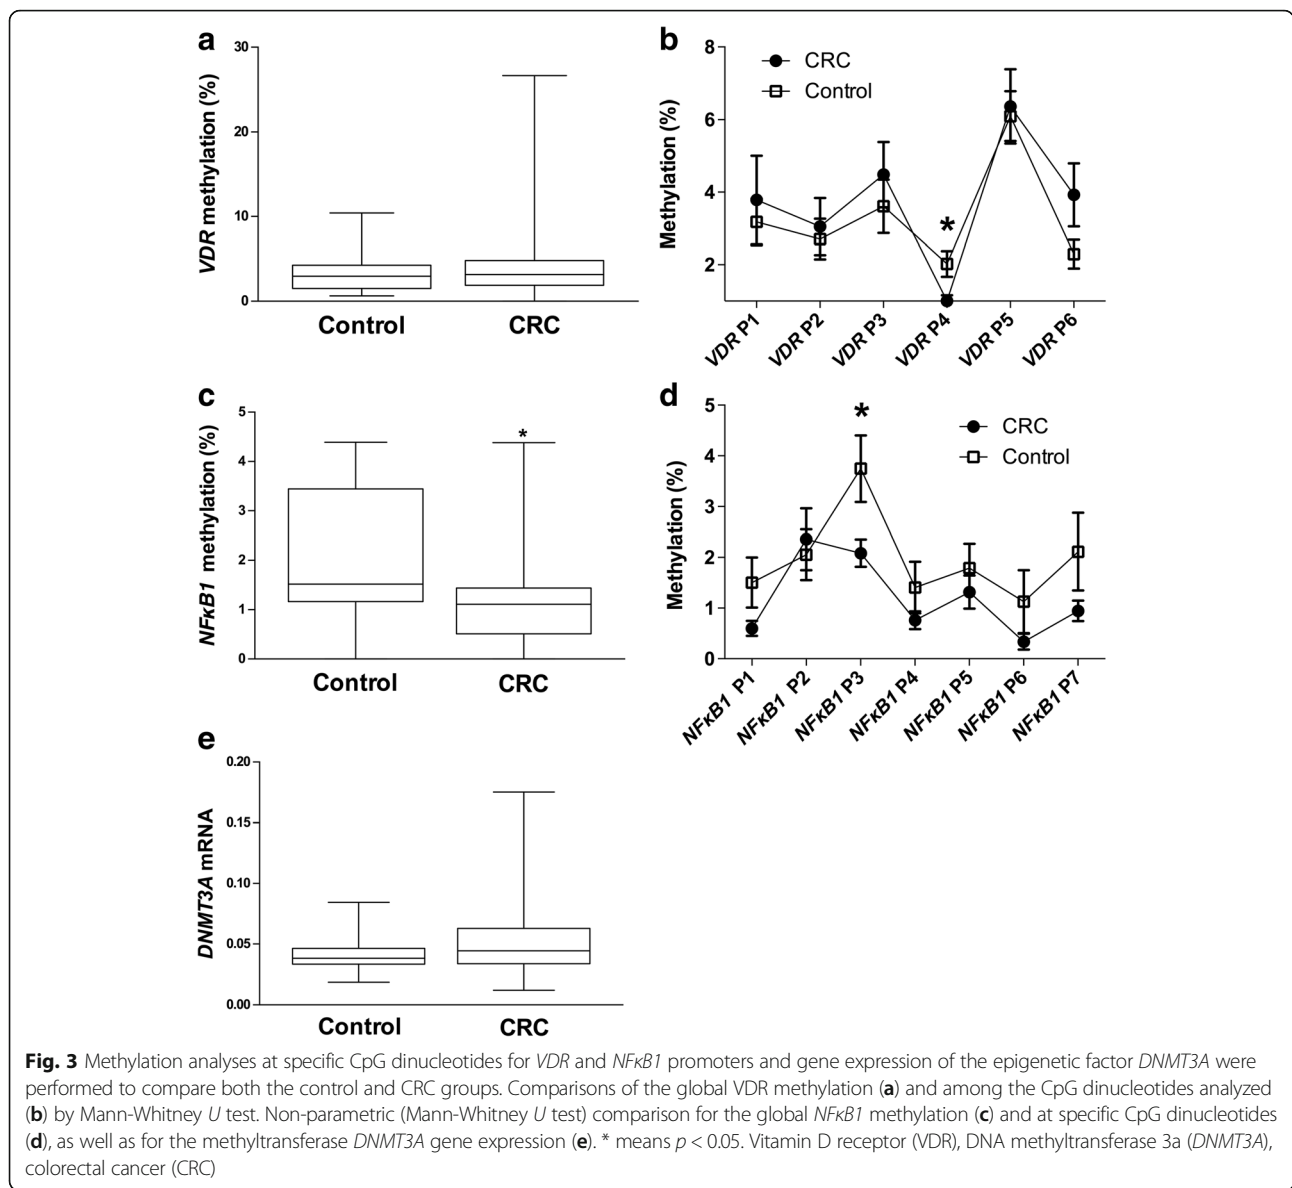 a
30
20
10
0
VDR methylation (%)
Control
CRC
b
8
6
4
2
Methylation (%)
CRC
Control
*
VDR P1
VDR P2
VDR P3
VDR P4
VDR P5
VDR P6
c
5
4
3
2
1
0
NFκB1 methylation (%)
*
Control
CRC
d
5
4
3
2
1
0
Methylation (%)
*
CRC
Control
NFκB1 P1
NFκB1 P2
NFκB1 P3
NFκB1 P4
NFκB1 P5
NFκB1 P6
NFκB1 P7
e
0.20
0.15
0.10
0.05
0.00
DNMT3A mRNA
Control
CRC
Fig. 3 Methylation analyses at specific CpG dinucleotides for VDR and NFκB1 promoters and gene expression of the epigenetic factor DNMT3A were
performed to compare both the control and CRC groups. Comparisons of the global VDR methylation (a) and among the CpG dinucleotides analyzed
(b) by Mann-Whitney U test. Non-parametric (Mann-Whitney U test) comparison for the global NFκB1 methylation (c) and at specific CpG dinucleotides
(d), as well as for the methyltransferase DNMT3A gene expression (e). * means p < 0.05. Vitamin D receptor (VDR), DNA methyltransferase 3a (DNMT3A),
colorectal cancer (CRC)